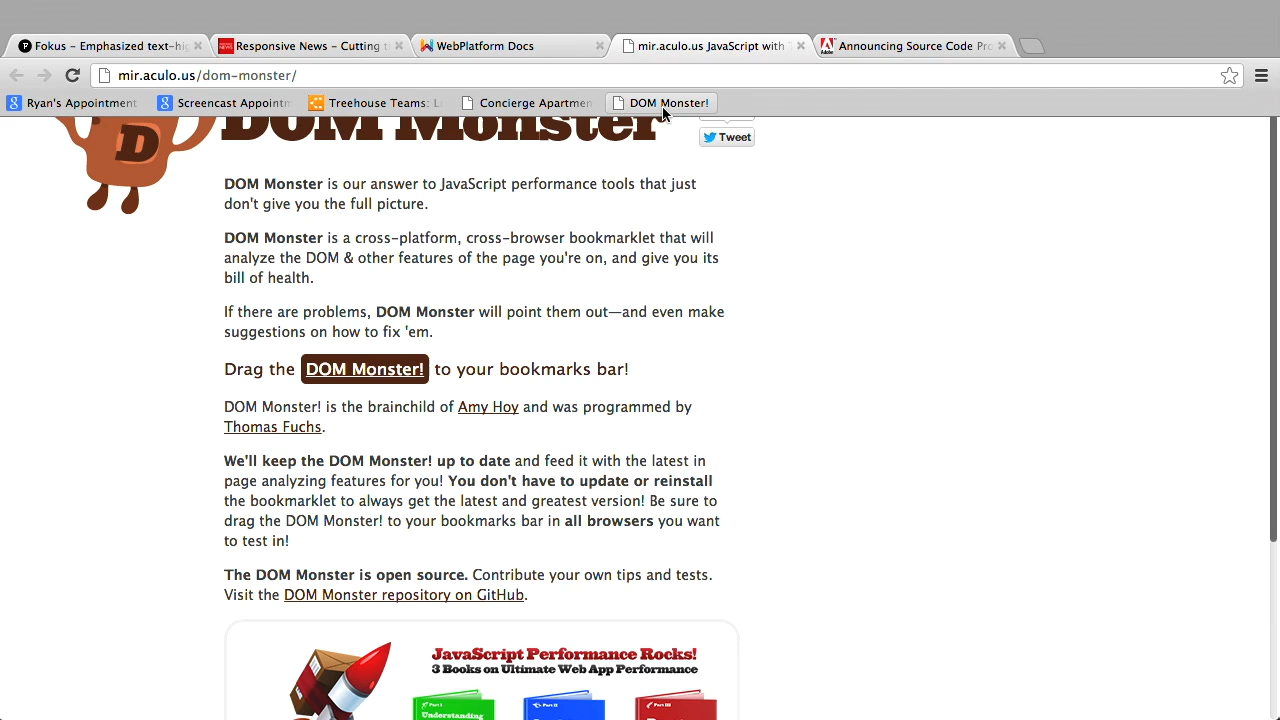 Fokus - Emphasized text-hi
Responsive News - Cutting
WebPlatform Docs
mir.aculo.us JavaScript with
Announcing Source Code Pro
mir.aculo.us/dom-monster/
Ryan's Appointment
Screencast Appointm
Treehouse Teams: L
Concierge Apartmen
DOM Monster!
D
DOM Monster
Tweet
DOM Monster is our answer to JavaScript performance tools that just
don't give you the full picture.
DOM Monster is a cross-platform, cross-browser bookmarklet that will
analyze the DOM & other features of the page you're on, and give you its
bill of health.
If there are problems, DOM Monster will point them out—and even make
suggestions on how to fix 'em.
Drag the DOM Monster! to your bookmarks bar!
DOM Monster! is the brainchild of Amy Hoy and was programmed by
Thomas Fuchs.
We'll keep the DOM Monster! up to date and feed it with the latest in
page analyzing features for you! You don't have to update or reinstall
the bookmarklet to always get the latest and greatest version! Be sure to
drag the DOM Monster! to your bookmarks bar in all browsers you want
to test in!
The DOM Monster is open source. Contribute your own tips and tests.
Visit the DOM Monster repository on GitHub.
JavaScript Performance Rocks!
3 Books on Ultimate Web App Performance
Part I
Part II
Part III
Understanding